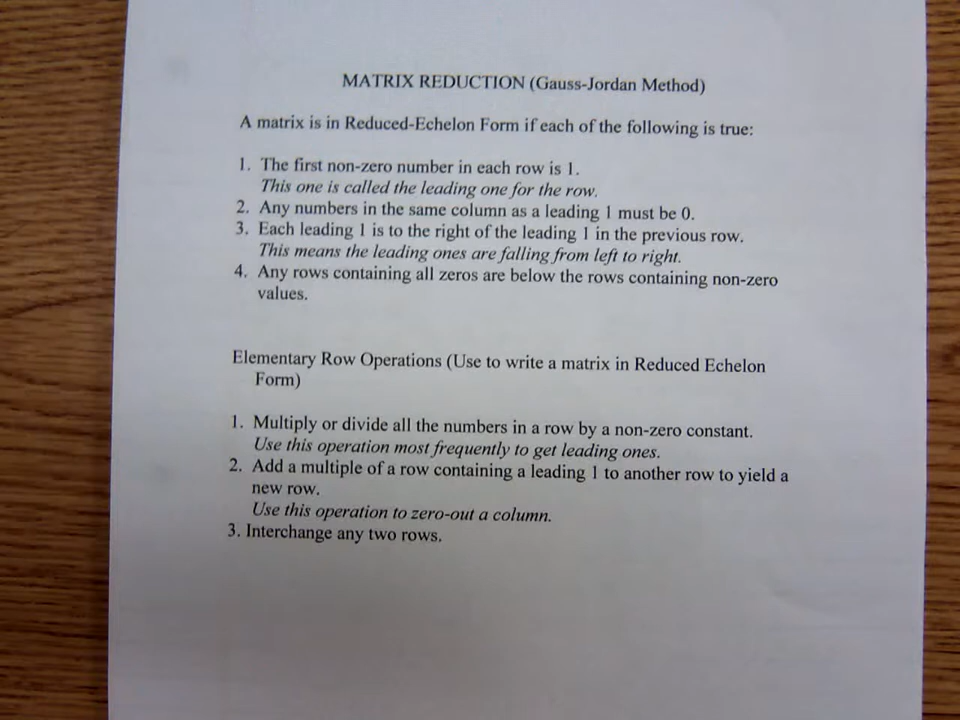 MATRIX REDUCTION (Gauss-Jordan Method)
A matrix is in Reduced-Echelon Form if each of the following is true:
1. The first non-zero number in each row is 1.
This one is called the leading one for the row.
2. Any numbers in the same column as a leading 1 must be 0.
3. Each leading 1 is to the right of the leading 1 in the previous row.
This means the leading ones are falling from left to right.
4. Any rows containing all zeros are below the rows containing non-zero
values.
Elementary Row Operations (Use to write a matrix in Reduced Echelon
Form)
1. Multiply or divide all the numbers in a row by a non-zero constant.
Use this operation most frequently to get leading ones.
2. Add a multiple of a row containing a leading 1 to another row to yield a
new row.
Use this operation to zero-out a column.
3. Interchange any two rows.